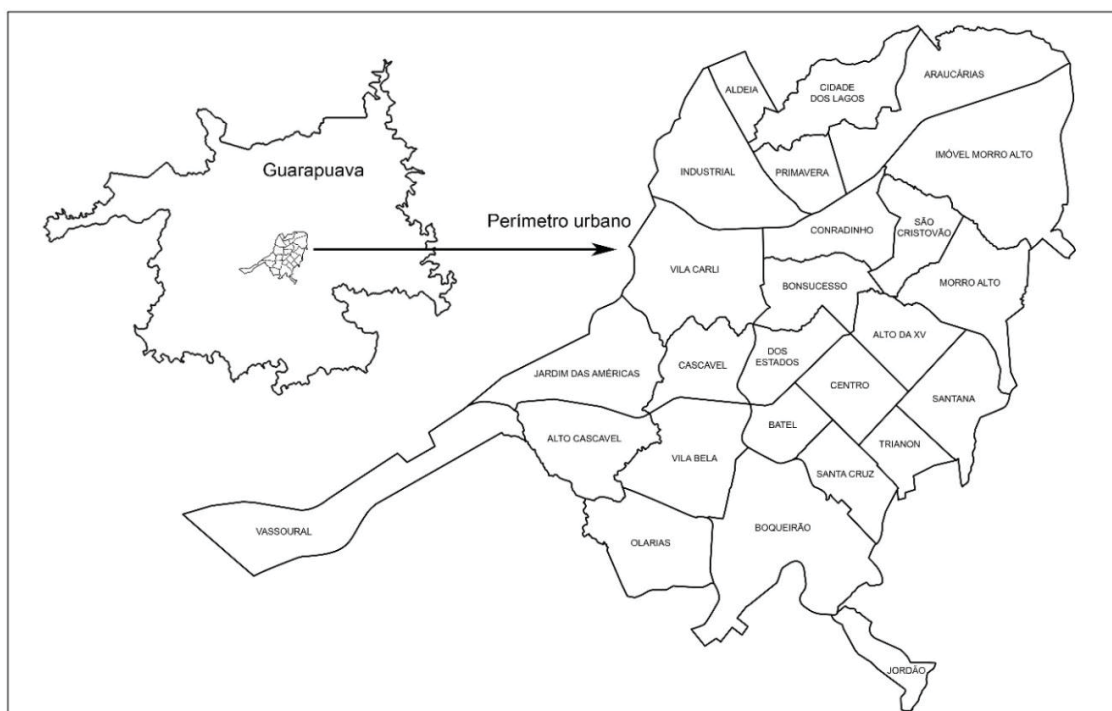 Guarapuava
Perímetro urbano
ALDEIA
CIDADE
DOS LAGOS
ARAUCÁRIAS
INDUSTRIAL
PRIMAVERA
IMÓVEL MORRO ALTO
CONRADINHO
SÃO
CRISTOVÃO
VILA CARLI
BONSUCESSO
MORRO ALTO
ALTO DA XV
JARDIM DAS AMÉRICAS
CASCAVEL
DOS
ESTADOS
CENTRO
SANTANA
ALTO CASCAVEL
VILA BELA
BATEL
TRIANON
SANTA CRUZ
VASSOURAL
OLARIAS
BOQUEIRÃO
JORDÃO